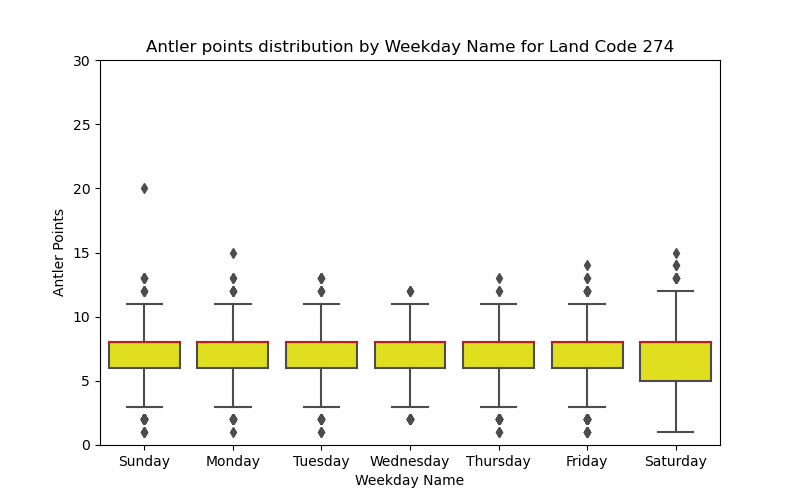 Antler points distribution by Weekday Name for Land Code 274
30
25
20
15
10
5
0
Antler Points
Sunday Monday Tuesday Wednesday Thursday Friday Saturday
Weekday Name